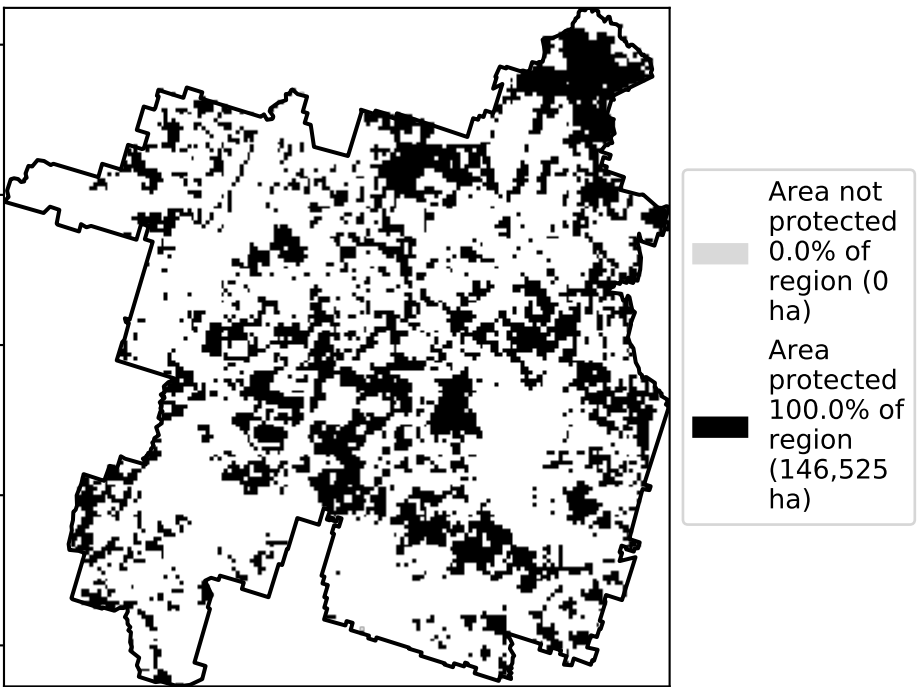 Area not
protected
0.0% of
region (0
ha)
Area
protected
100.0% of
region
(146,525
ha)